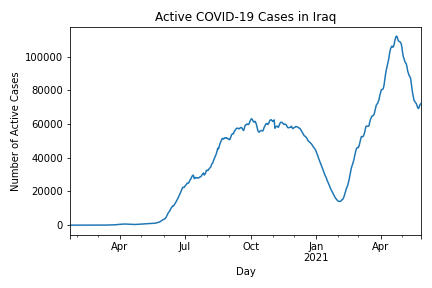 Active COVID-19 Cases in Iraq
Number of Active Cases
100000
80000
60000
40000
20000
0
Apr
Jul
Oct
Jan
2021
Apr
Day